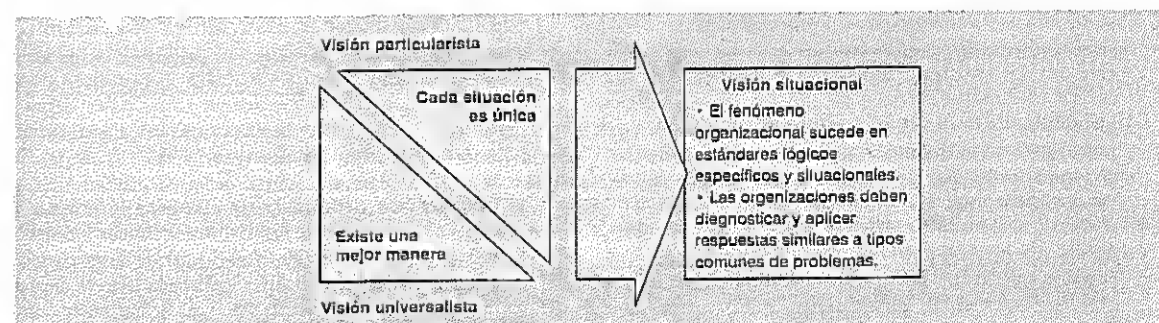 Visión particularista
Cada situación
es única
Existe una
mejor manera
Visión universalista
Visión situacional
• El fenómeno
organizacional sucede en
estándares lógicos
específicos y situacionales.
• Las organizaciones deben
diagnosticar y aplicar
respuestas similares a tipos
comunes de problemas.